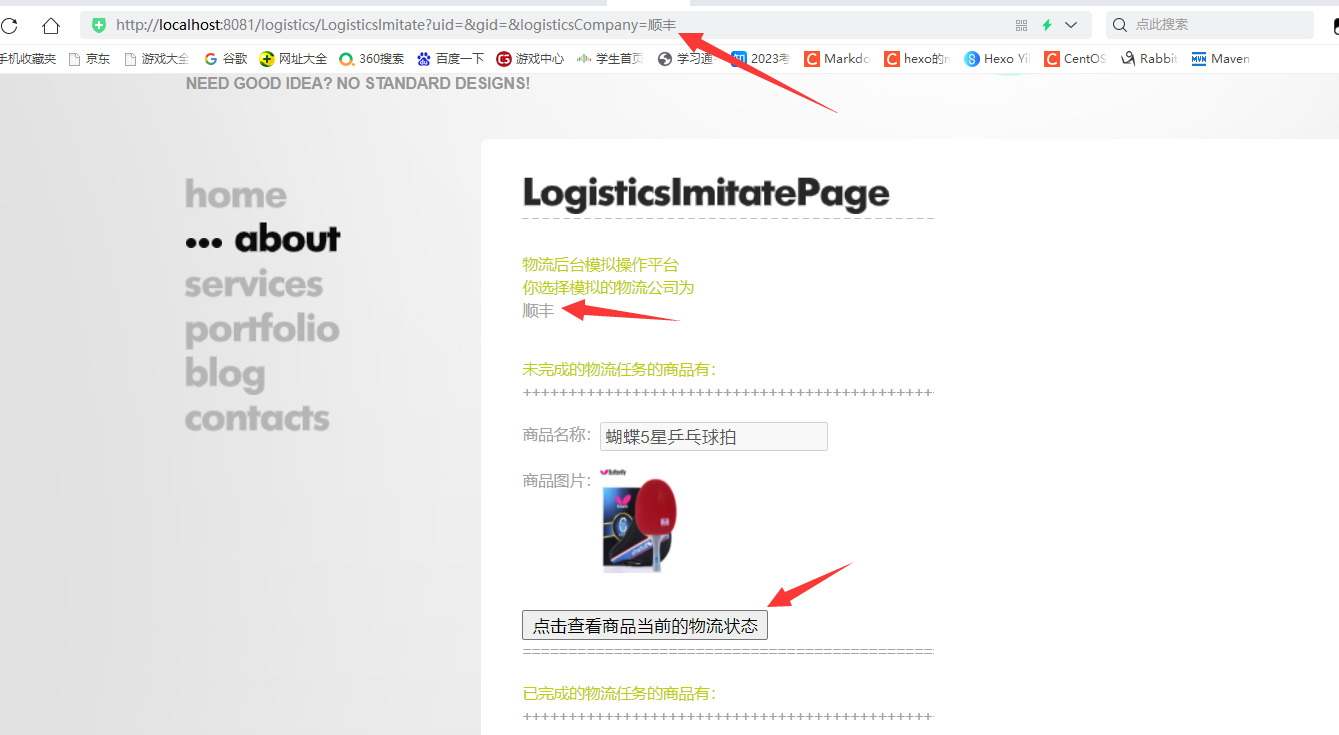 http://localhost:8081/logistics/LogisticsImitate?uid=&gid=&logisticsCompany=顺丰
点此搜索
手机收藏夹 京东 游戏大全 谷歌 网址大全 360搜索 百度一下 游戏中心 学生首页 学习通 2023考 Markdo hexo的n Hexo Yil CentOS Rabbit Maven
NEED GOOD IDEA? NO STANDARD DESIGNS!
home
••• about
services
portfolio
blog
contacts
LogisticsImitatePage
物流后台模拟操作平台
你选择模拟的物流公司为
顺丰
未完成的物流任务的商品有：
++++++++++++++++++++++++++++++++++++++++++++++
商品名称： 蝴蝶5星乒乓球拍
商品图片：
Butterfly
点击查看商品当前的物流状态
==============================================
已完成的物流任务的商品有：
++++++++++++++++++++++++++++++++++++++++++++++